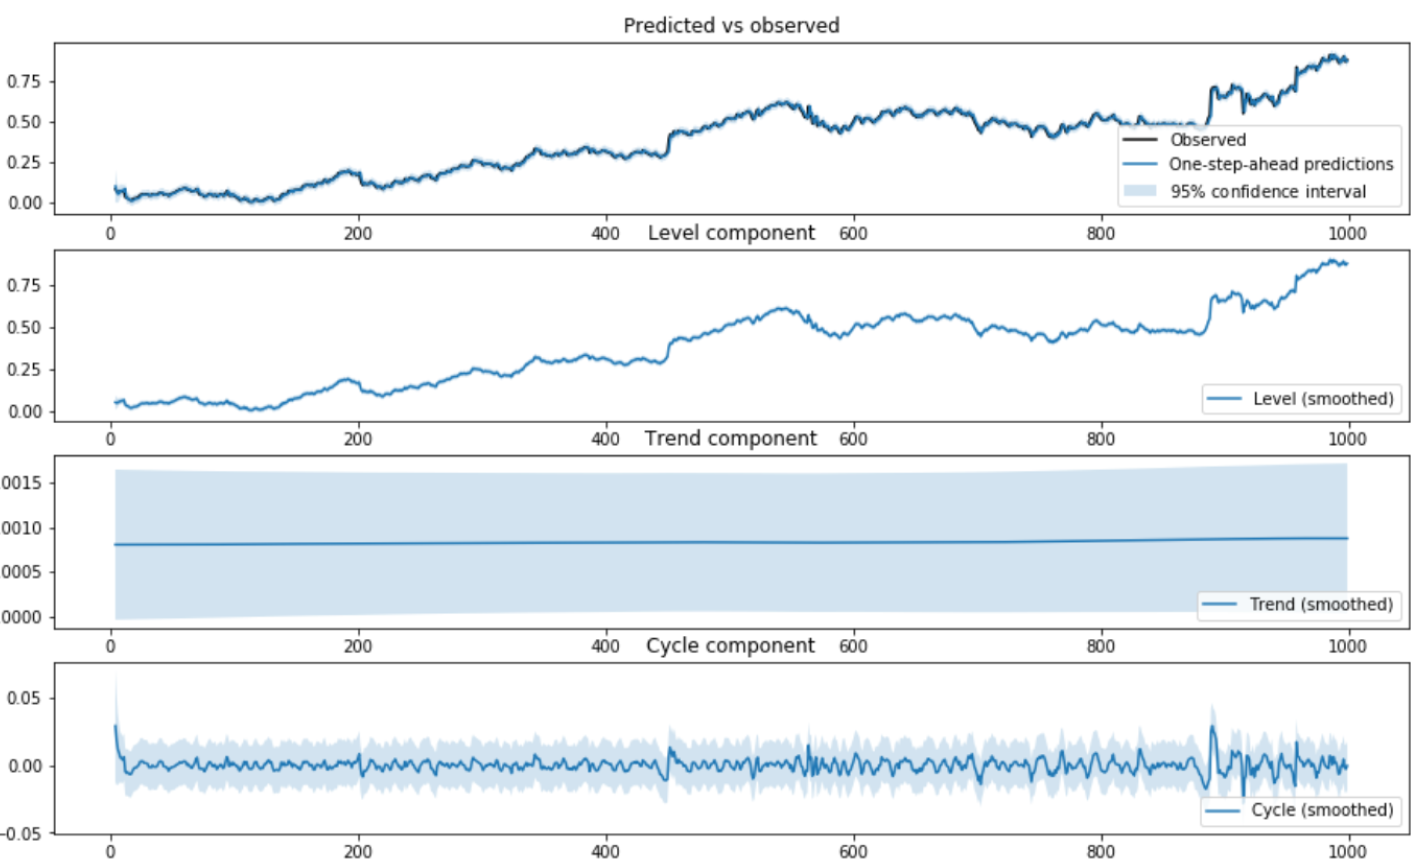 Predicted vs observed
0.75
0.50
0.25
0.00
Observed
One-step-ahead predictions
95% confidence interval
0 200 400 600 800 1000
Level component
0.75
0.50
0.25
0.00
Level (smoothed)
0 200 400 600 800 1000
Trend component
0015
0010
0005
0000
Trend (smoothed)
0 200 400 600 800 1000
Cycle component
0.05
0.00
-0.05
Cycle (smoothed)
0 200 400 600 800 1000